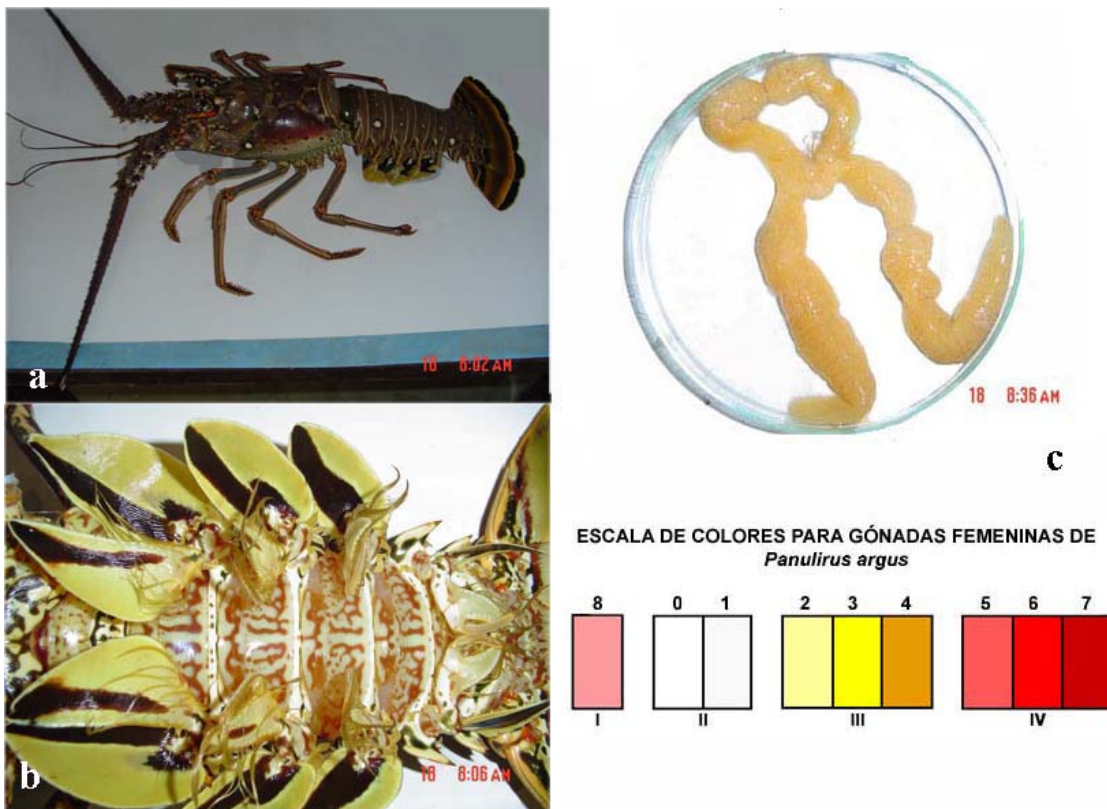 18 8:02 AM
a
18 8:06 AM
b
18 8:36 AM
c
ESCALA DE COLORES PARA GÓNADAS FEMENINAS DE
Panulirus argus
8 0 1 2 3 4 5 6 7
I II III IV